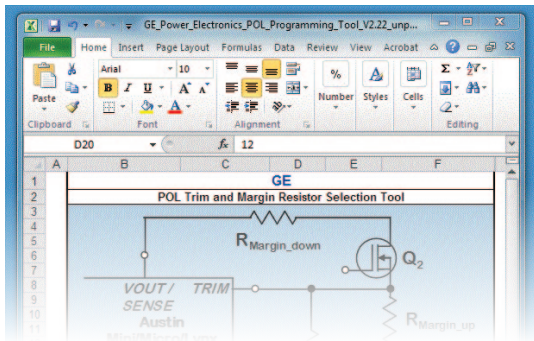 GE_Power_Electronics_POL_Programming_Tool_V2.22_unp...
File Home Insert Page Layout Formulas Data Review View Acrobat
Arial 10
Paste
B I U A A
% A
Number Styles Cells
Clipboard Font Alignment Editing
D20 fx 12
A B C D E F
1 GE
2 POL Trim and Margin Resistor Selection Tool
3
4
5 RMargin_down
6 Q2
7
8 VOUT / TRIM
9 SENSE
10 Austin RMargin_up
11